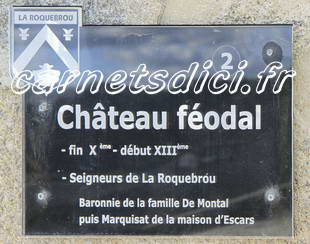 LA ROQUEBROU
2
carnetsdici.fr
Château féodal
- fin X ème - début XIIIème
- Seigneurs de La Roquebrou
Baronnie de la famille De Montal
puis Marquisat de la maison d'Escars